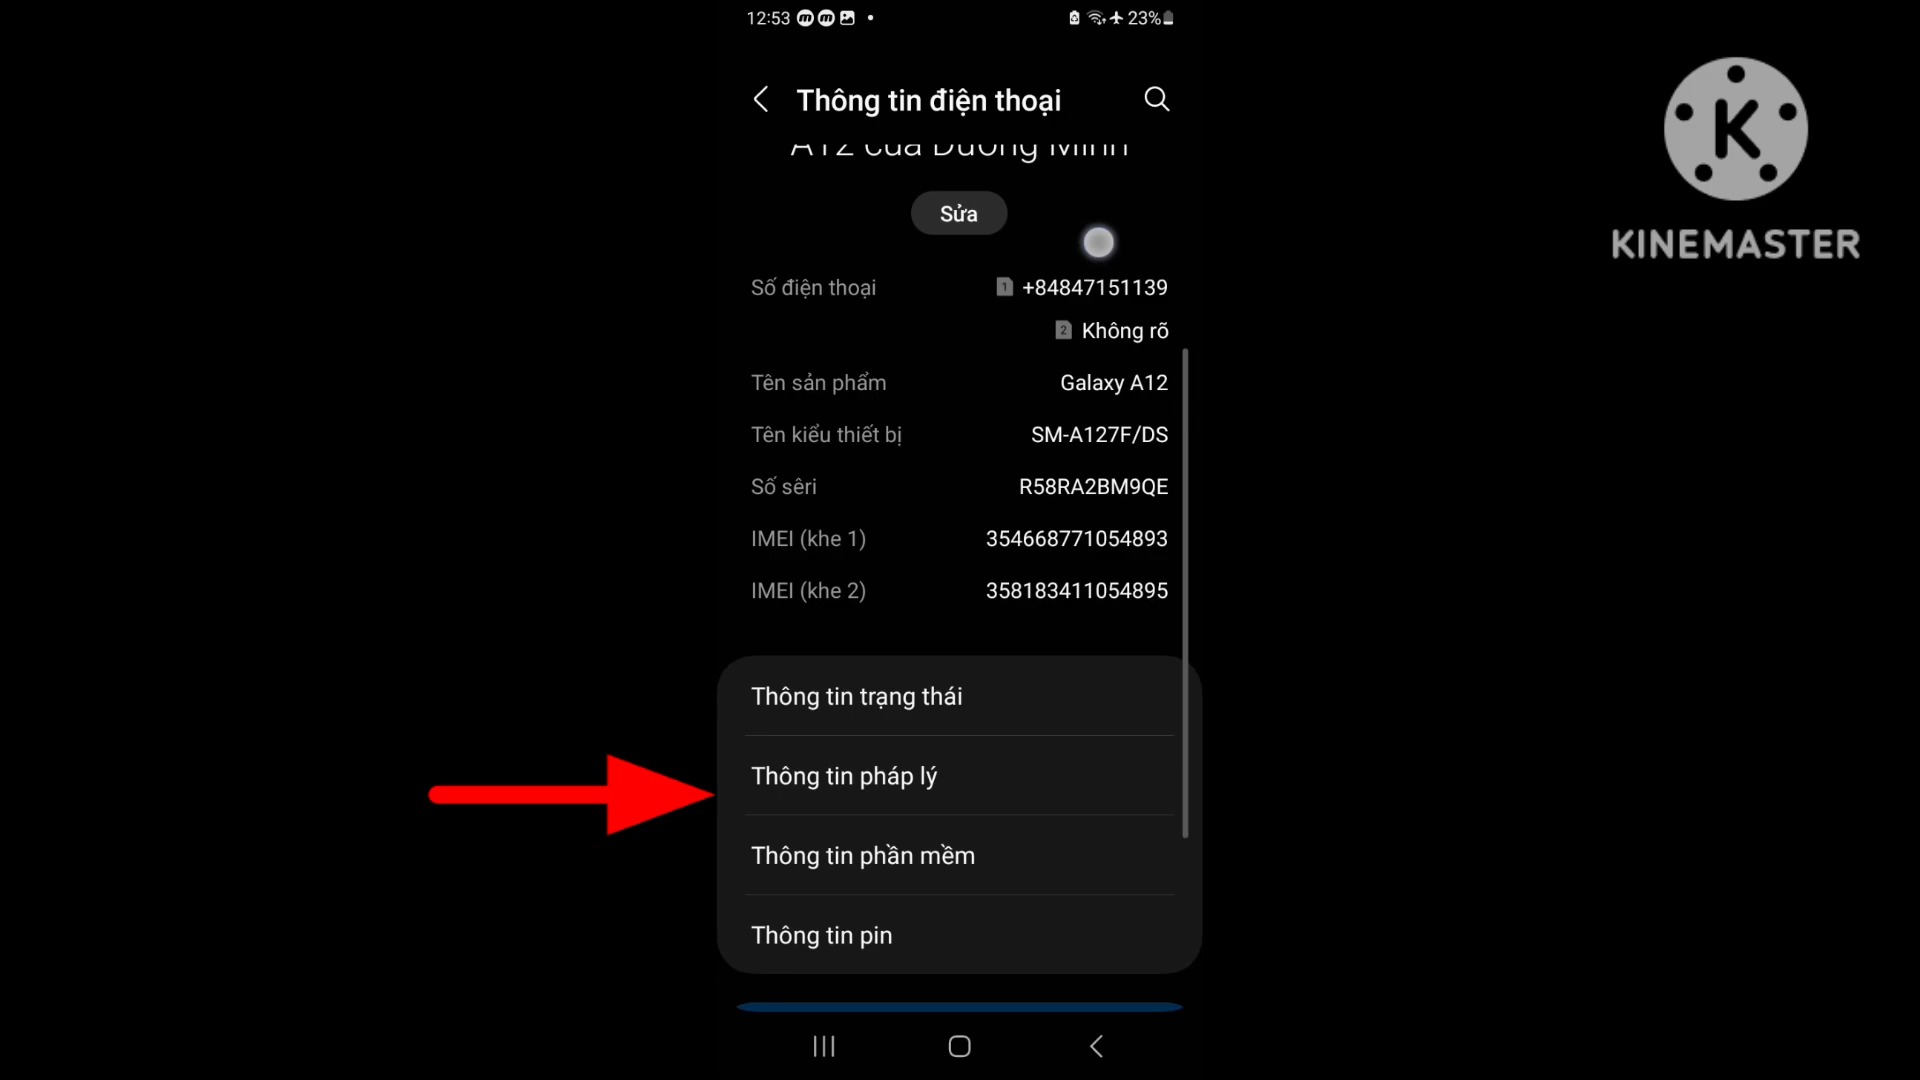 12:53
23%
Thông tin điện thoại
A12 của Dương Minh
Sửa
Số điện thoại
1 +84847151139
2 Không rõ
Tên sản phẩm
Galaxy A12
Tên kiểu thiết bị
SM-A127F/DS
Số sêri
R58RA2BM9QE
IMEI (khe 1)
354668771054893
IMEI (khe 2)
358183411054895
Thông tin trạng thái
Thông tin pháp lý
Thông tin phần mềm
Thông tin pin
K
KINEMASTER